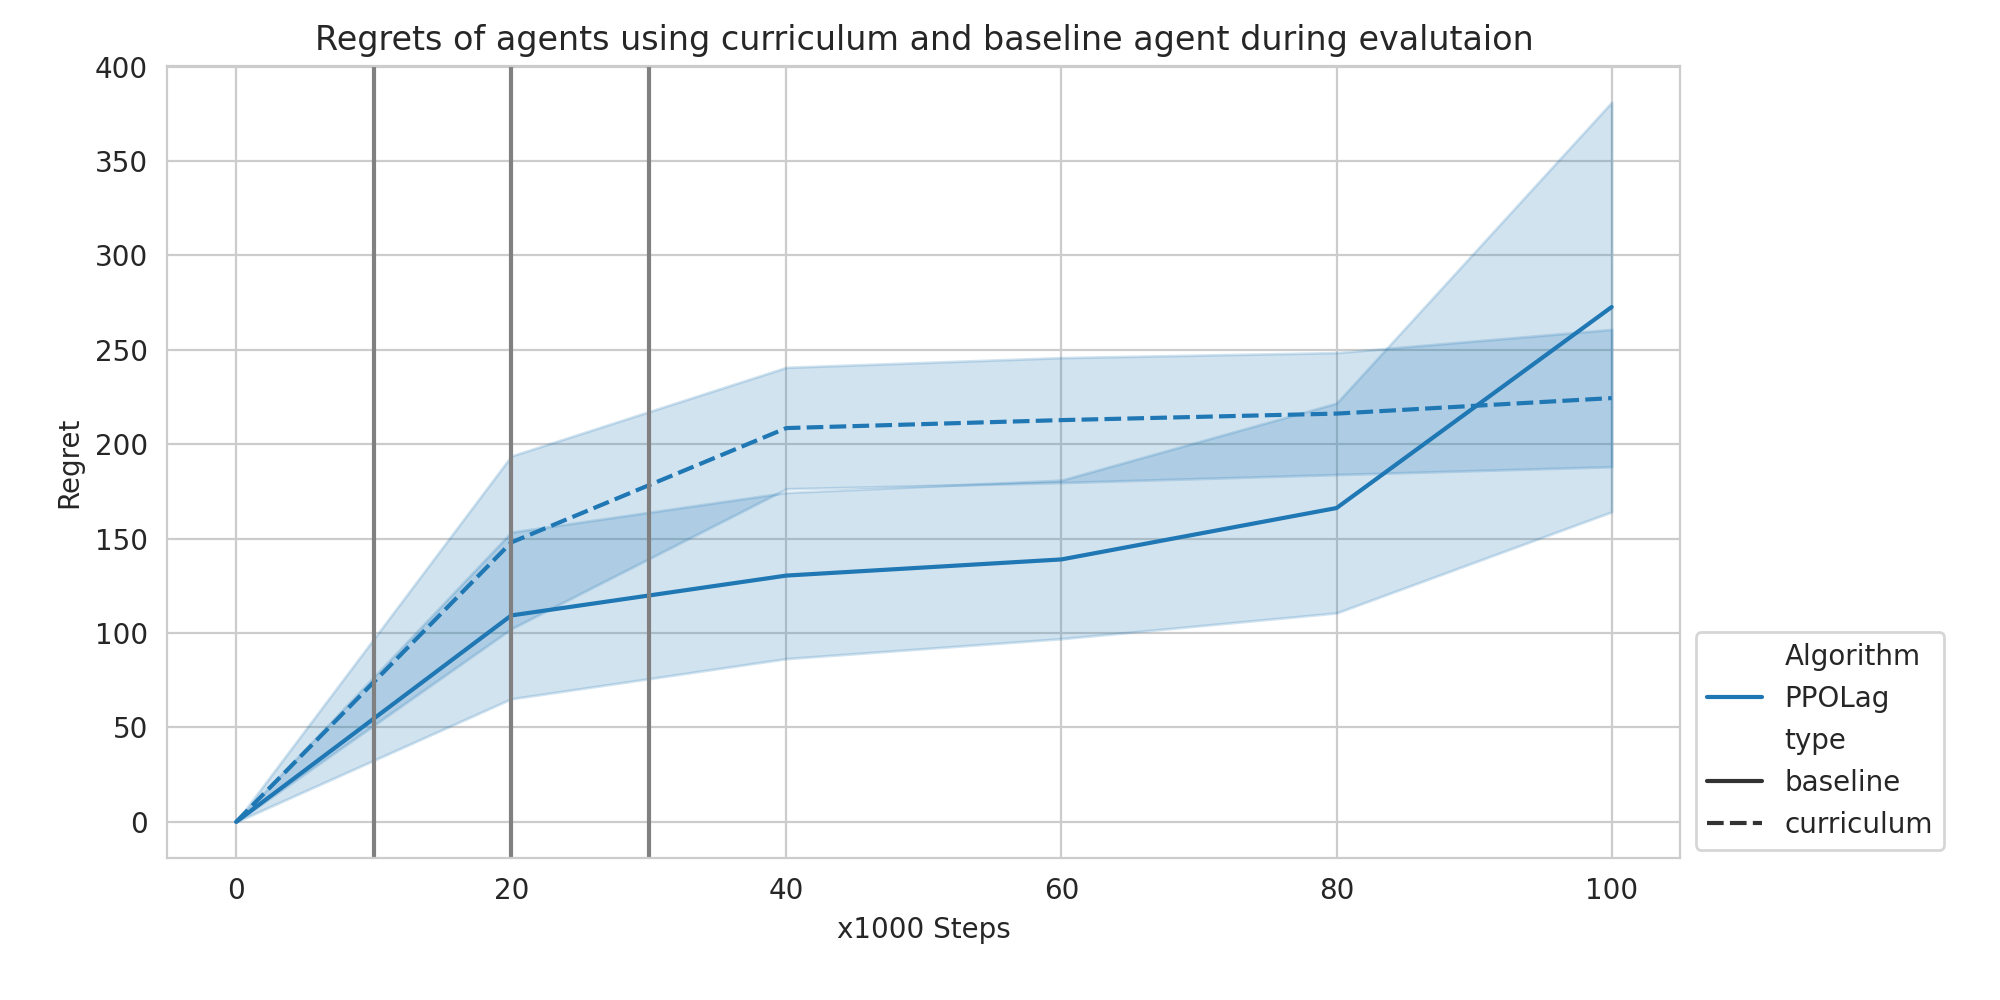 Regrets of agents using curriculum and baseline agent during evalutaion
400
350
300
250
200
150
100
50
0
Regret
0 20 40 60 80 100
x1000 Steps
Algorithm
PPOLag
type
baseline
curriculum